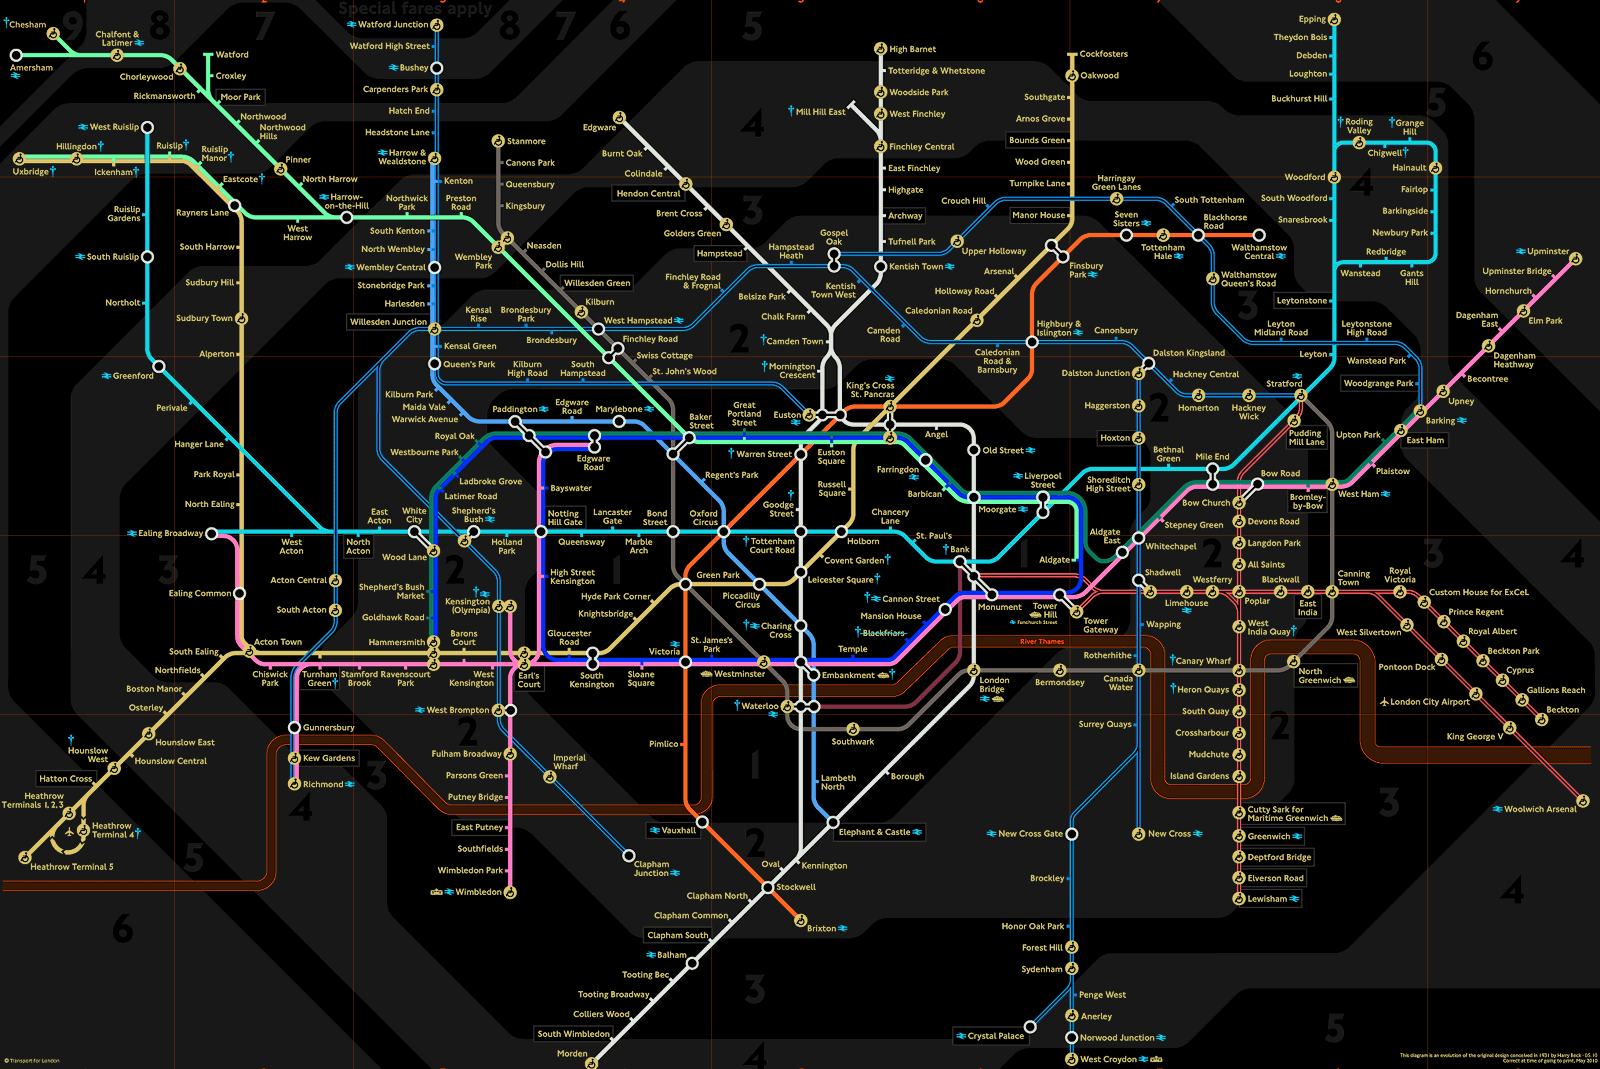 Special fares apply
9
8
7
8
7
6
5
6
†Chesham
Chalfont &
Latimer
Amersham
Chorleywood
Watford
Croxley
Rickmansworth
Moor Park
Northwood
Northwood
Hills
Pinner
North Harrow
Harrow-
on-the-Hill
West Ruislip
Hillingdon†
Uxbridge†
Ickenham†
Ruislip†
Ruislip
Manor†
Eastcote†
Rayners Lane
West
Harrow
Northwick
Park
Preston
Road
Ruislip
Gardens
South Ruislip
Northolt
Greenford
Perivale
Hanger Lane
South Harrow
Sudbury Hill
Sudbury Town
Alperton
Park Royal
North Ealing
Ealing Broadway
Ealing Common
South Ealing
Northfields
Boston Manor
Osterley
Hounslow East
Hounslow Central
†
Hounslow
West
Hatton Cross
Heathrow
Terminals 1, 2, 3
Heathrow
Terminal 4†
Heathrow Terminal 5
Watford Junction
Watford High Street
Bushey
Carpenders Park
Hatch End
Headstone Lane
Harrow &
Wealdstone
Kenton
South Kenton
North Wembley
Wembley Central
Stonebridge Park
Harlesden
Willesden Junction
Kensal Green
Queen's Park
Kilburn Park
Maida Vale
Warwick Avenue
Royal Oak
Westbourne Park
Ladbroke Grove
Latimer Road
Stanmore
Canons Park
Queensbury
Kingsbury
Wembley
Park
Neasden
Dollis Hill
Willesden Green
Kilburn
West Hampstead
Finchley Road
Swiss Cottage
St. John's Wood
Kensal
Rise
Brondesbury
Park
Brondesbury
Kilburn
High Road
South
Hampstead
Edgware
Burnt Oak
Colindale
Hendon Central
Brent Cross
Golders Green
Hampstead
Belsize Park
Chalk Farm
†Camden Town
†Mornington
Crescent
Euston
Finchley Road
& Frognal
Hampstead
Heath
Gospel
Oak
Kentish
Town West
Camden
Road
High Barnet
Totteridge & Whetstone
Woodside Park
West Finchley
†Mill Hill East
Finchley Central
East Finchley
Highgate
Archway
Tufnell Park
Kentish Town
Cockfosters
Oakwood
Southgate
Arnos Grove
Bounds Green
Wood Green
Turnpike Lane
Manor House
Finsbury
Park
Arsenal
Holloway Road
Caledonian Road
Crouch Hill
Upper Holloway
Harringay
Green Lanes
South Tottenham
Seven
Sisters
Tottenham
Hale
Blackhorse
Road
Walthamstow
Central
Walthamstow
Queen's Road
Leyton
Midland Road
Leytonstone
High Road
Wanstead Park
Woodgrange Park
Epping
Theydon Bois
Debden
Loughton
Buckhurst Hill
†Roding
Valley
†Grange
Hill
Chigwell†
Hainault
Fairlop
Barkingside
Newbury Park
Redbridge
Gants
Hill
Wanstead
Woodford
South Woodford
Snaresbrook
Leytonstone
Leyton
Stratford
Upminster
Upminster Bridge
Hornchurch
Elm Park
Dagenham
East
Dagenham
Heathway
Becontree
Upney
Barking
East Ham
Upton Park
Plaistow
West Ham
Highbury &
Islington
Canonbury
Caledonian
Road &
Barnsbury
Dalston Kingsland
Dalston Junction
Hackney Central
Homerton
Hackney
Wick
Haggerston
Hoxton
Shoreditch
High Street
Pudding
Mill Lane
Bow Road
Bow Church
Bromley-
by-Bow
Devons Road
Langdon Park
All Saints
Poplar
Bethnal
Green
Mile End
Stepney Green
Whitechapel
Aldgate
East
Aldgate
King's Cross
St. Pancras
Angel
Old Street
Liverpool
Street
Moorgate
Barbican
Farringdon
Euston
Square
†Warren Street
Great
Portland
Street
Baker
Street
Regent's Park
Russell
Square
†
Goodge
Street
Marylebone
Edgware
Road
Paddington
Edgware
Road
Bayswater
Notting
Hill Gate
Queensway
Lancaster
Gate
Marble
Arch
Bond
Street
Oxford
Circus
†Tottenham
Court Road
Holborn
Chancery
Lane
St. Paul's
†Bank
Covent Garden†
Leicester Square†
Piccadilly
Circus
Green Park
Hyde Park Corner
Knightsbridge
East
Acton
White
City
Shepherd's
Bush
Holland
Park
West
Acton
North
Acton
Wood Lane
Shepherd's Bush
Market
Goldhawk Road
Hammersmith
Acton Central
South Acton
Acton Town
Chiswick
Park
Turnham
Green†
Stamford
Brook
Ravenscourt
Park
Barons
Court
West
Kensington
Kensington
(Olympia)
High Street
Kensington
Earl's
Court
Gloucester
Road
South
Kensington
Sloane
Square
Victoria
St. James's
Park
Westminster
Embankment
†Charing
Cross
Temple
†Blackfriars
Mansion House
†Cannon Street
Monument
Tower
Hill
Fenchurch Street
Tower
Gateway
Shadwell
Limehouse
Westferry
Blackwall
East
India
Canning
Town
Royal
Victoria
Custom House for ExCeL
Prince Regent
Royal Albert
Beckton Park
Cyprus
Gallions Reach
Beckton
West Silvertown
Pontoon Dock
London City Airport
King George V
Woolwich Arsenal
West
India Quay†
†Canary Wharf
†Heron Quays
South Quay
Crossharbour
Mudchute
Island Gardens
Cutty Sark for
Maritime Greenwich
Greenwich
Deptford Bridge
Elverson Road
Lewisham
North
Greenwich
River Thames
Wapping
Rotherhithe
Canada
Water
Bermondsey
London
Bridge
Surrey Quays
New Cross Gate
New Cross
Brockley
Honor Oak Park
Forest Hill
Sydenham
Penge West
Anerley
Crystal Palace
Norwood Junction
West Croydon
Gunnersbury
Kew Gardens
Richmond
West Brompton
Fulham Broadway
Parsons Green
Putney Bridge
East Putney
Southfields
Wimbledon Park
Wimbledon
Imperial
Wharf
Clapham
Junction
†Waterloo
Southwark
Lambeth
North
Borough
Elephant & Castle
Pimlico
Vauxhall
Kennington
Oval
Stockwell
Brixton
Clapham North
Clapham Common
Clapham South
Balham
Tooting Bec
Tooting Broadway
Colliers Wood
South Wimbledon
Morden
© Transport for London
This diagram is an evolution of the original design conceived in 1931 by Harry Beck · 05.10
Correct at time of going to print, May 2010